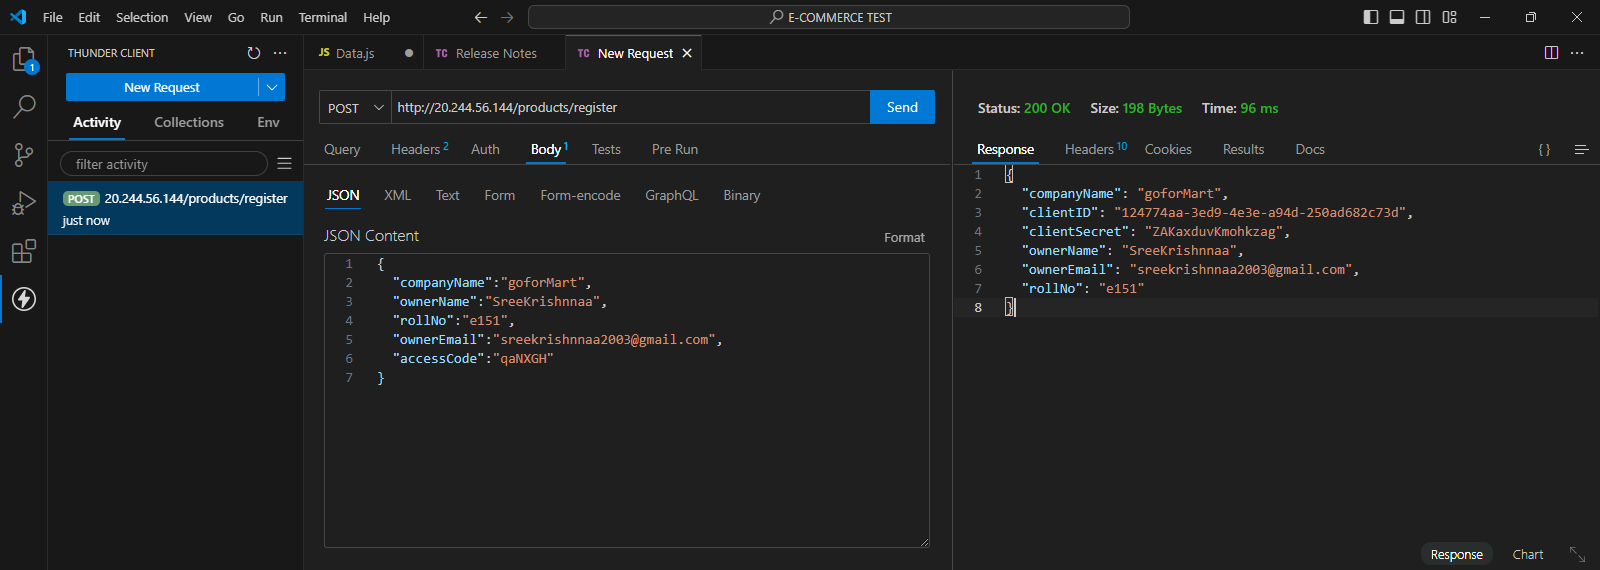 File Edit Selection View Go Run Terminal Help
E-COMMERCE TEST
1
THUNDER CLIENT
New Request
Activity Collections Env
filter activity
POST 20.244.56.144/products/register
just now
JS Data.js TC Release Notes TC New Request
POST http://20.244.56.144/products/register Send
Query Headers 2 Auth Body 1 Tests Pre Run
JSON XML Text Form Form-encode GraphQL Binary
JSON Content Format
1 {
2 "companyName":"goforMart",
3 "ownerName":"SreeKrishnnaa",
4 "rollNo":"e151",
5 "ownerEmail":"sreekrishnnaa2003@gmail.com",
6 "accessCode":"qaNXGH"
7 }
Status: 200 OK Size: 198 Bytes Time: 96 ms
Response Headers 10 Cookies Results Docs { }
1 {
2 "companyName": "goforMart",
3 "clientID": "124774aa-3ed9-4e3e-a94d-250ad682c73d",
4 "clientSecret": "ZAKaxduvKmohkzag",
5 "ownerName": "SreeKrishnnaa",
6 "ownerEmail": "sreekrishnnaa2003@gmail.com",
7 "rollNo": "e151"
8 }
Response Chart